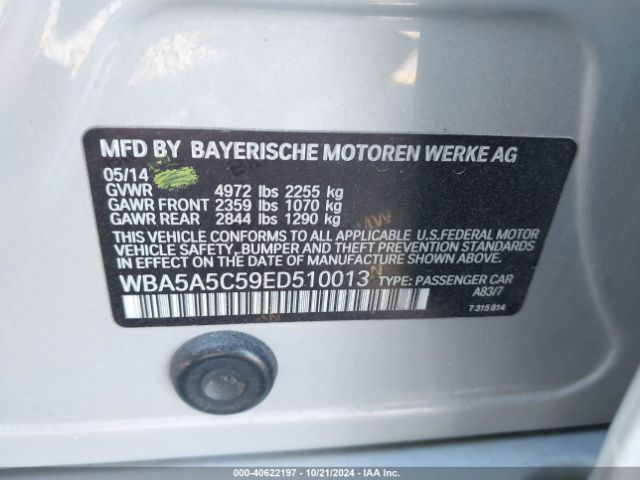 MFD BY BAYERISCHE MOTOREN WERKE AG
05/14
GVWR 4972 lbs 2255 kg
GAWR FRONT 2359 lbs 1070 kg
GAWR REAR 2844 lbs 1290 kg
THIS VEHICLE CONFORMS TO ALL APPLICABLE U.S.FEDERAL MOTOR
VEHICLE SAFETY, BUMPER AND THEFT PREVENTION STANDARDS
IN EFFECT ON THE DATE OF MANUFACTURE SHOWN ABOVE.
WBA5A5C59ED510013 TYPE: PASSENGER CAR
A83/7
7315814
000-40622197 - 10/21/2024 - IAA Inc.